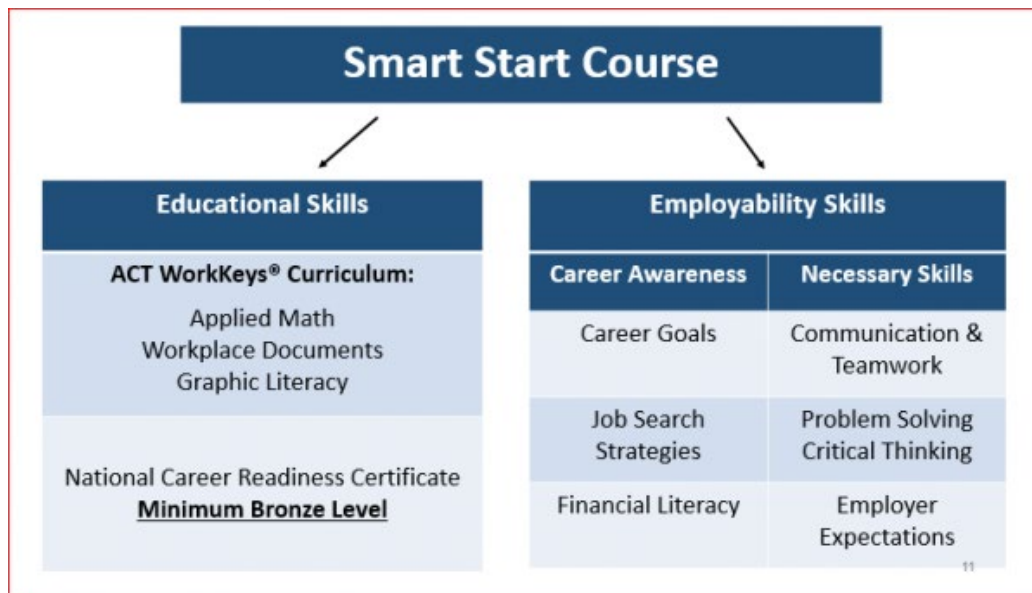 Smart Start Course
Educational Skills
ACT WorkKeys® Curriculum:
Applied Math
Workplace Documents
Graphic Literacy
National Career Readiness Certificate
Minimum Bronze Level
Employability Skills
Career Awareness
Necessary Skills
Career Goals
Communication &
Teamwork
Job Search
Strategies
Problem Solving
Critical Thinking
Financial Literacy
Employer
Expectations
11